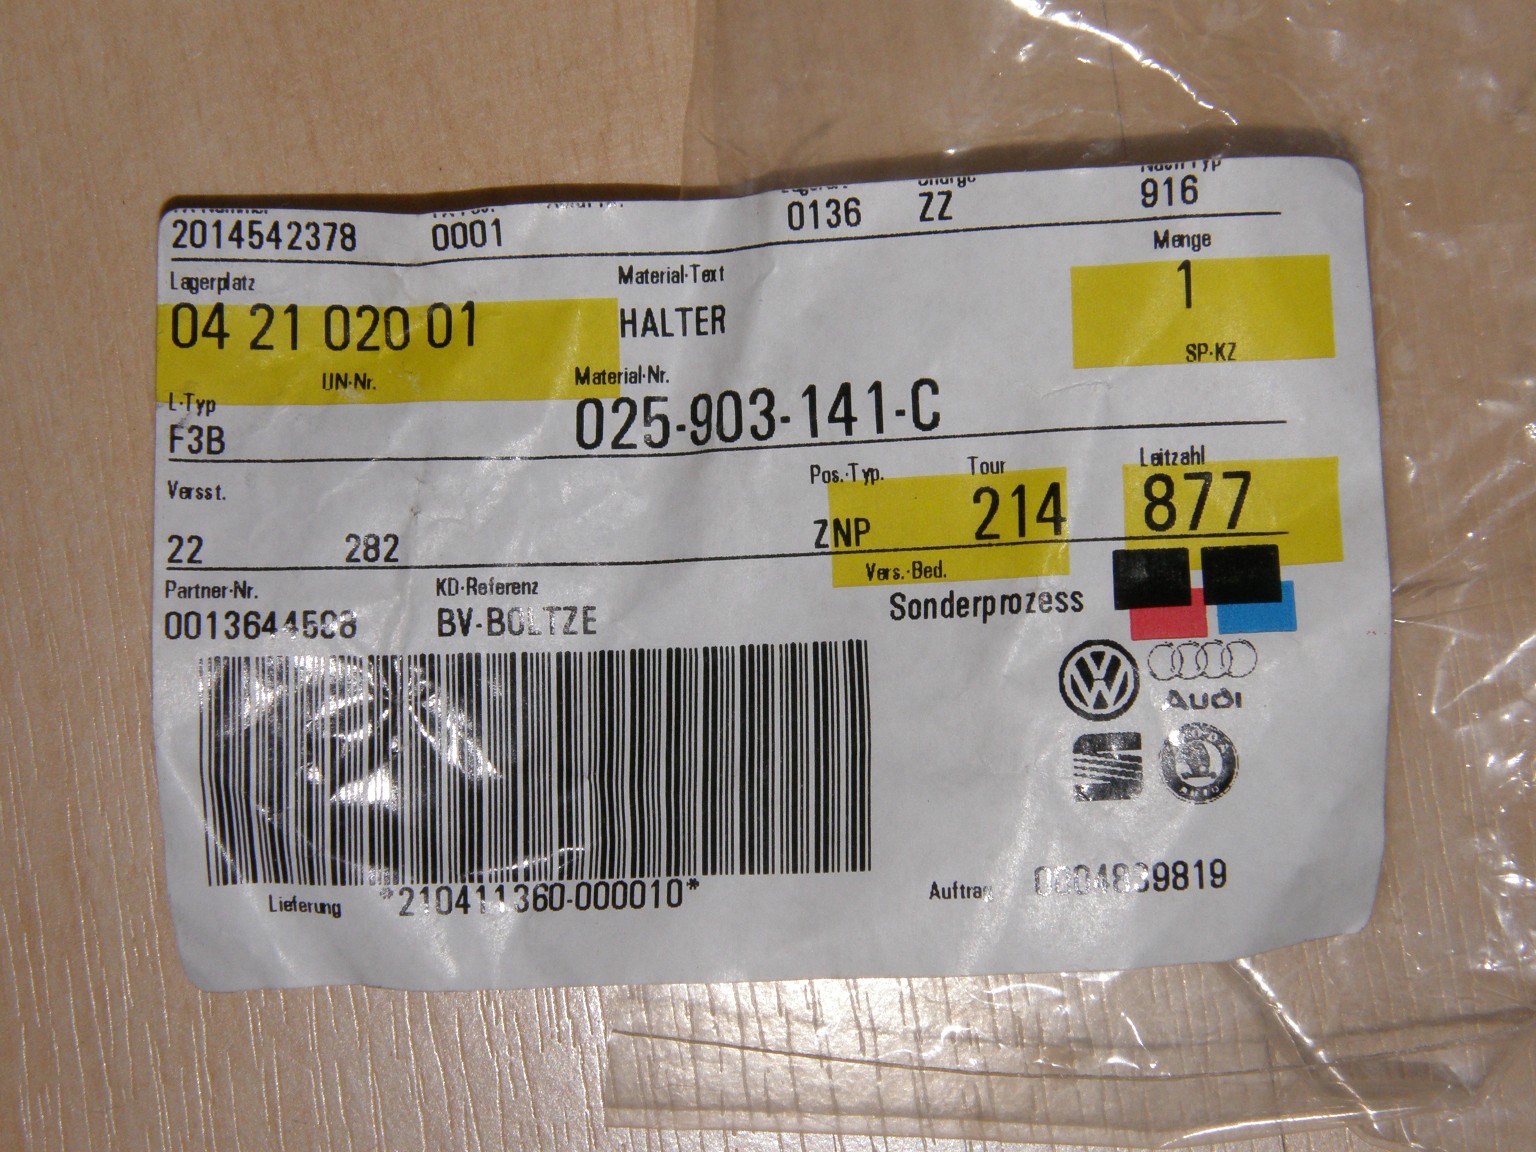 2014542378 0001 0136 ZZ 916
Lagerplatz Material-Text Menge
04 21 020 01 HALTER 1
UN-Nr. Material-Nr. SP-KZ
L-Typ
F3B 025-903-141-C
Versst. Pos.-Typ. Tour Leitzahl
22 282 ZNP 214 877
Vers.-Bed.
Partner-Nr. KD-Referenz Sonderprozess
BV-BOLTZE
AUDI
Lieferung *210411360-000010* Auftrag